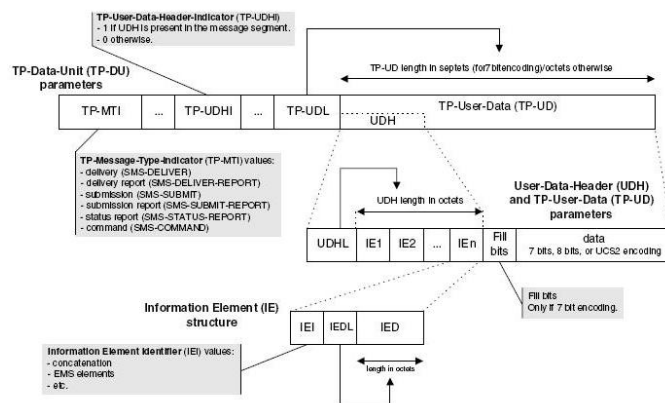 TP-User-Data-Header-Indicator (TP-UDHI)
- 1 if UDH is present in the message segment.
- 0 otherwise.
TP-Data-Unit (TP-DU)
parameters
TP-UD length in septets (for7bitencoding)/octets otherwise
TP-MTI ... TP-UDHI ... TP-UDL TP-User-Data (TP-UD)
UDH
TP-Message-Type-Indicator (TP-MTI) values:
- delivery (SMS-DELIVER)
- delivery report (SMS-DELIVER-REPORT)
- submission (SMS-SUBMIT)
- submission report (SMS-SUBMIT-REPORT)
- status report (SMS-STATUS-REPORT)
- command (SMS-COMMAND)
UDH length in octets
User-Data-Header (UDH)
and TP-User-Data (TP-UD)
parameters
UDHL IE1 IE2 ... IEn Fill bits data
7 bits, 8 bits, or UCS2 encoding
Fill bits
Only if 7 bit encoding.
Information Element (IE)
structure
IEI IEDL IED
Information Element Identifier (IEI) values:
- concatenation
- EMS elements
- etc.
length in octets